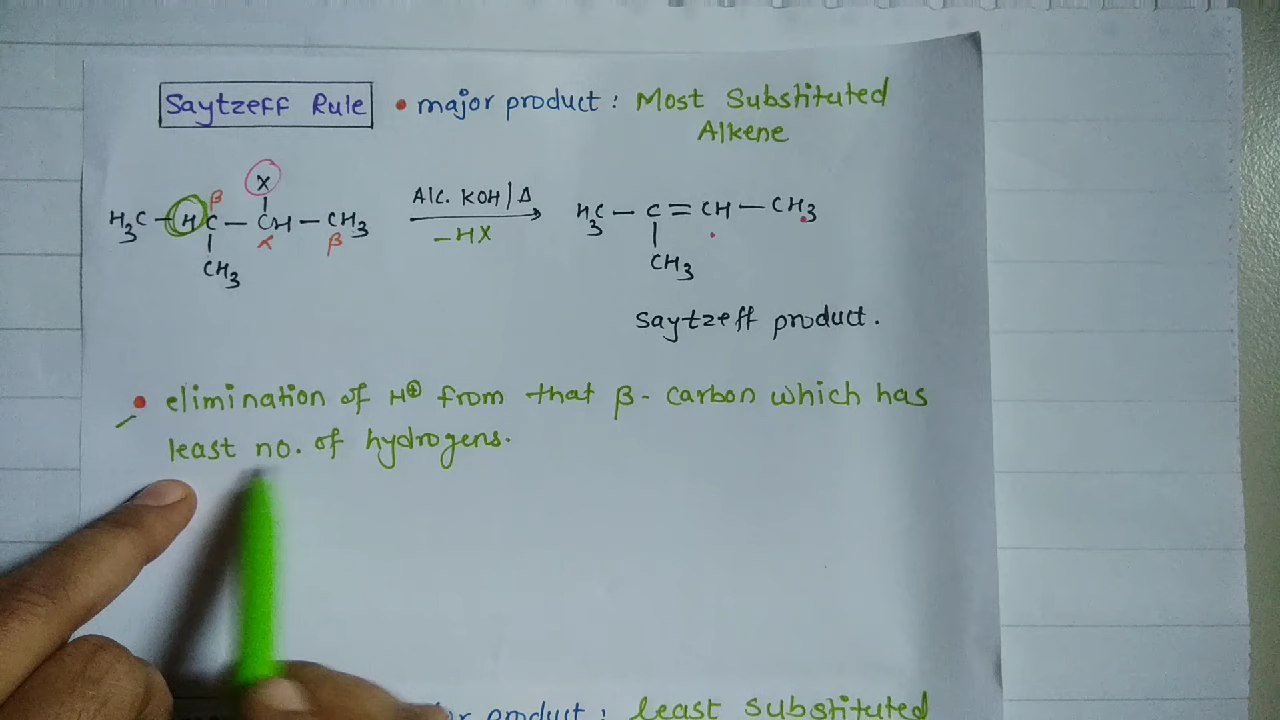 Saytzeff Rule • major product : Most Substituted
Alkene
H₃C – HC – CH – CH₃
β
X
α
β
CH₃
Alc. KOH/Δ
–HX
H₃C – C = CH – CH₃
CH₃
Saytzeff product.
• elimination of H⊕ from that β- carbon which has
least no. of hydrogens.
product : least substituted